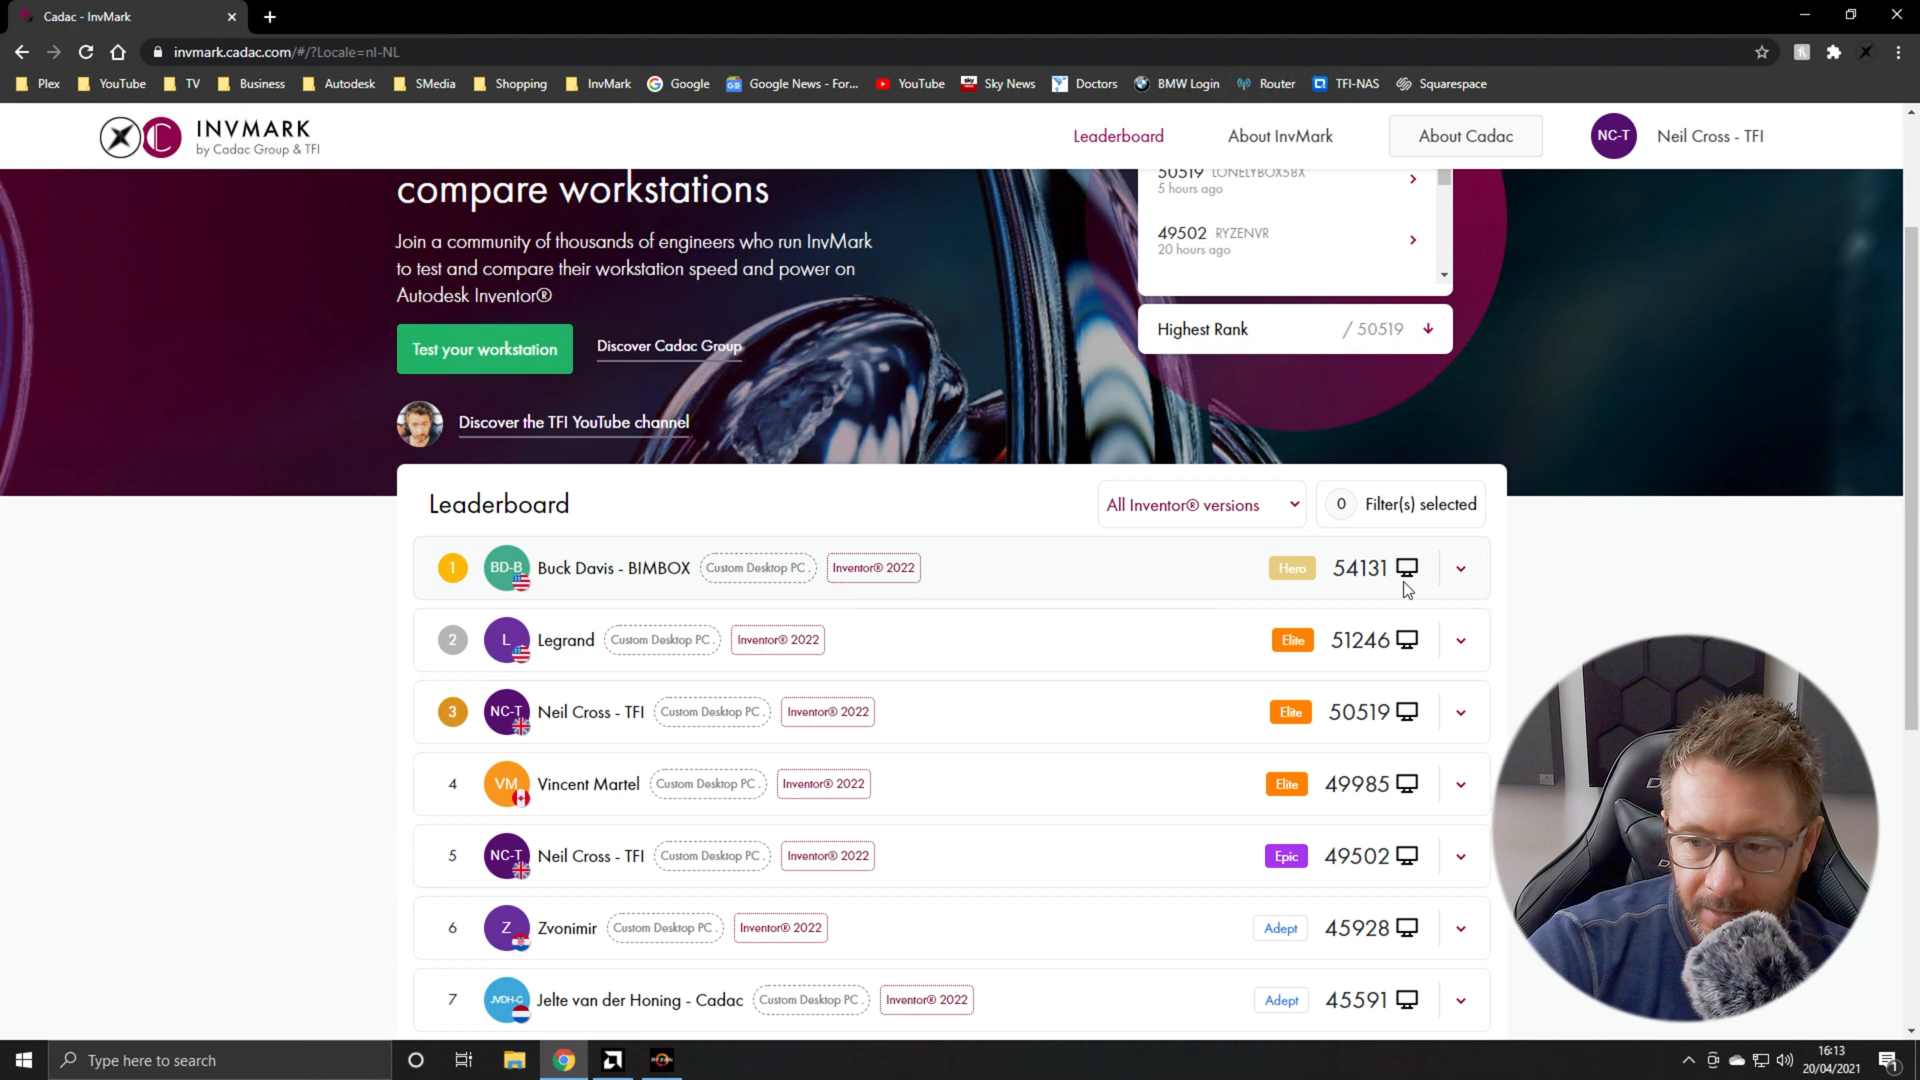 Cadac - InvMark
invmark.cadac.com/#/?Locale=nl-NL
Plex YouTube TV Business Autodesk SMedia Shopping InvMark Google Google News - For... YouTube Sky News Doctors BMW Login Router TFI-NAS Squarespace
INVMARK
by Cadac Group & TFI
Leaderboard About InvMark About Cadac NC-T Neil Cross - TFI
compare workstations
Join a community of thousands of engineers who run InvMark
to test and compare their workstation speed and power on
Autodesk Inventor®
Test your workstation Discover Cadac Group
Discover the TFI YouTube channel
50519 LONELYBOX58X
5 hours ago
49502 RYZENVR
20 hours ago
Highest Rank / 50519
Leaderboard All Inventor® versions 0 Filter(s) selected
1 BD-B Buck Davis - BIMBOX Custom Desktop PC . Inventor® 2022 Hero 54131
2 L Legrand Custom Desktop PC . Inventor® 2022 Elite 51246
3 NC-T Neil Cross - TFI Custom Desktop PC . Inventor® 2022 Elite 50519
4 VM Vincent Martel Custom Desktop PC . Inventor® 2022 Elite 49985
5 NC-T Neil Cross - TFI Custom Desktop PC . Inventor® 2022 Epic 49502
6 Z Zvonimir Custom Desktop PC . Inventor® 2022 Adept 45928
7 JVDH-C Jelte van der Honing - Cadac Custom Desktop PC . Inventor® 2022 Adept 45591
Type here to search
16:13
20/04/2021
1